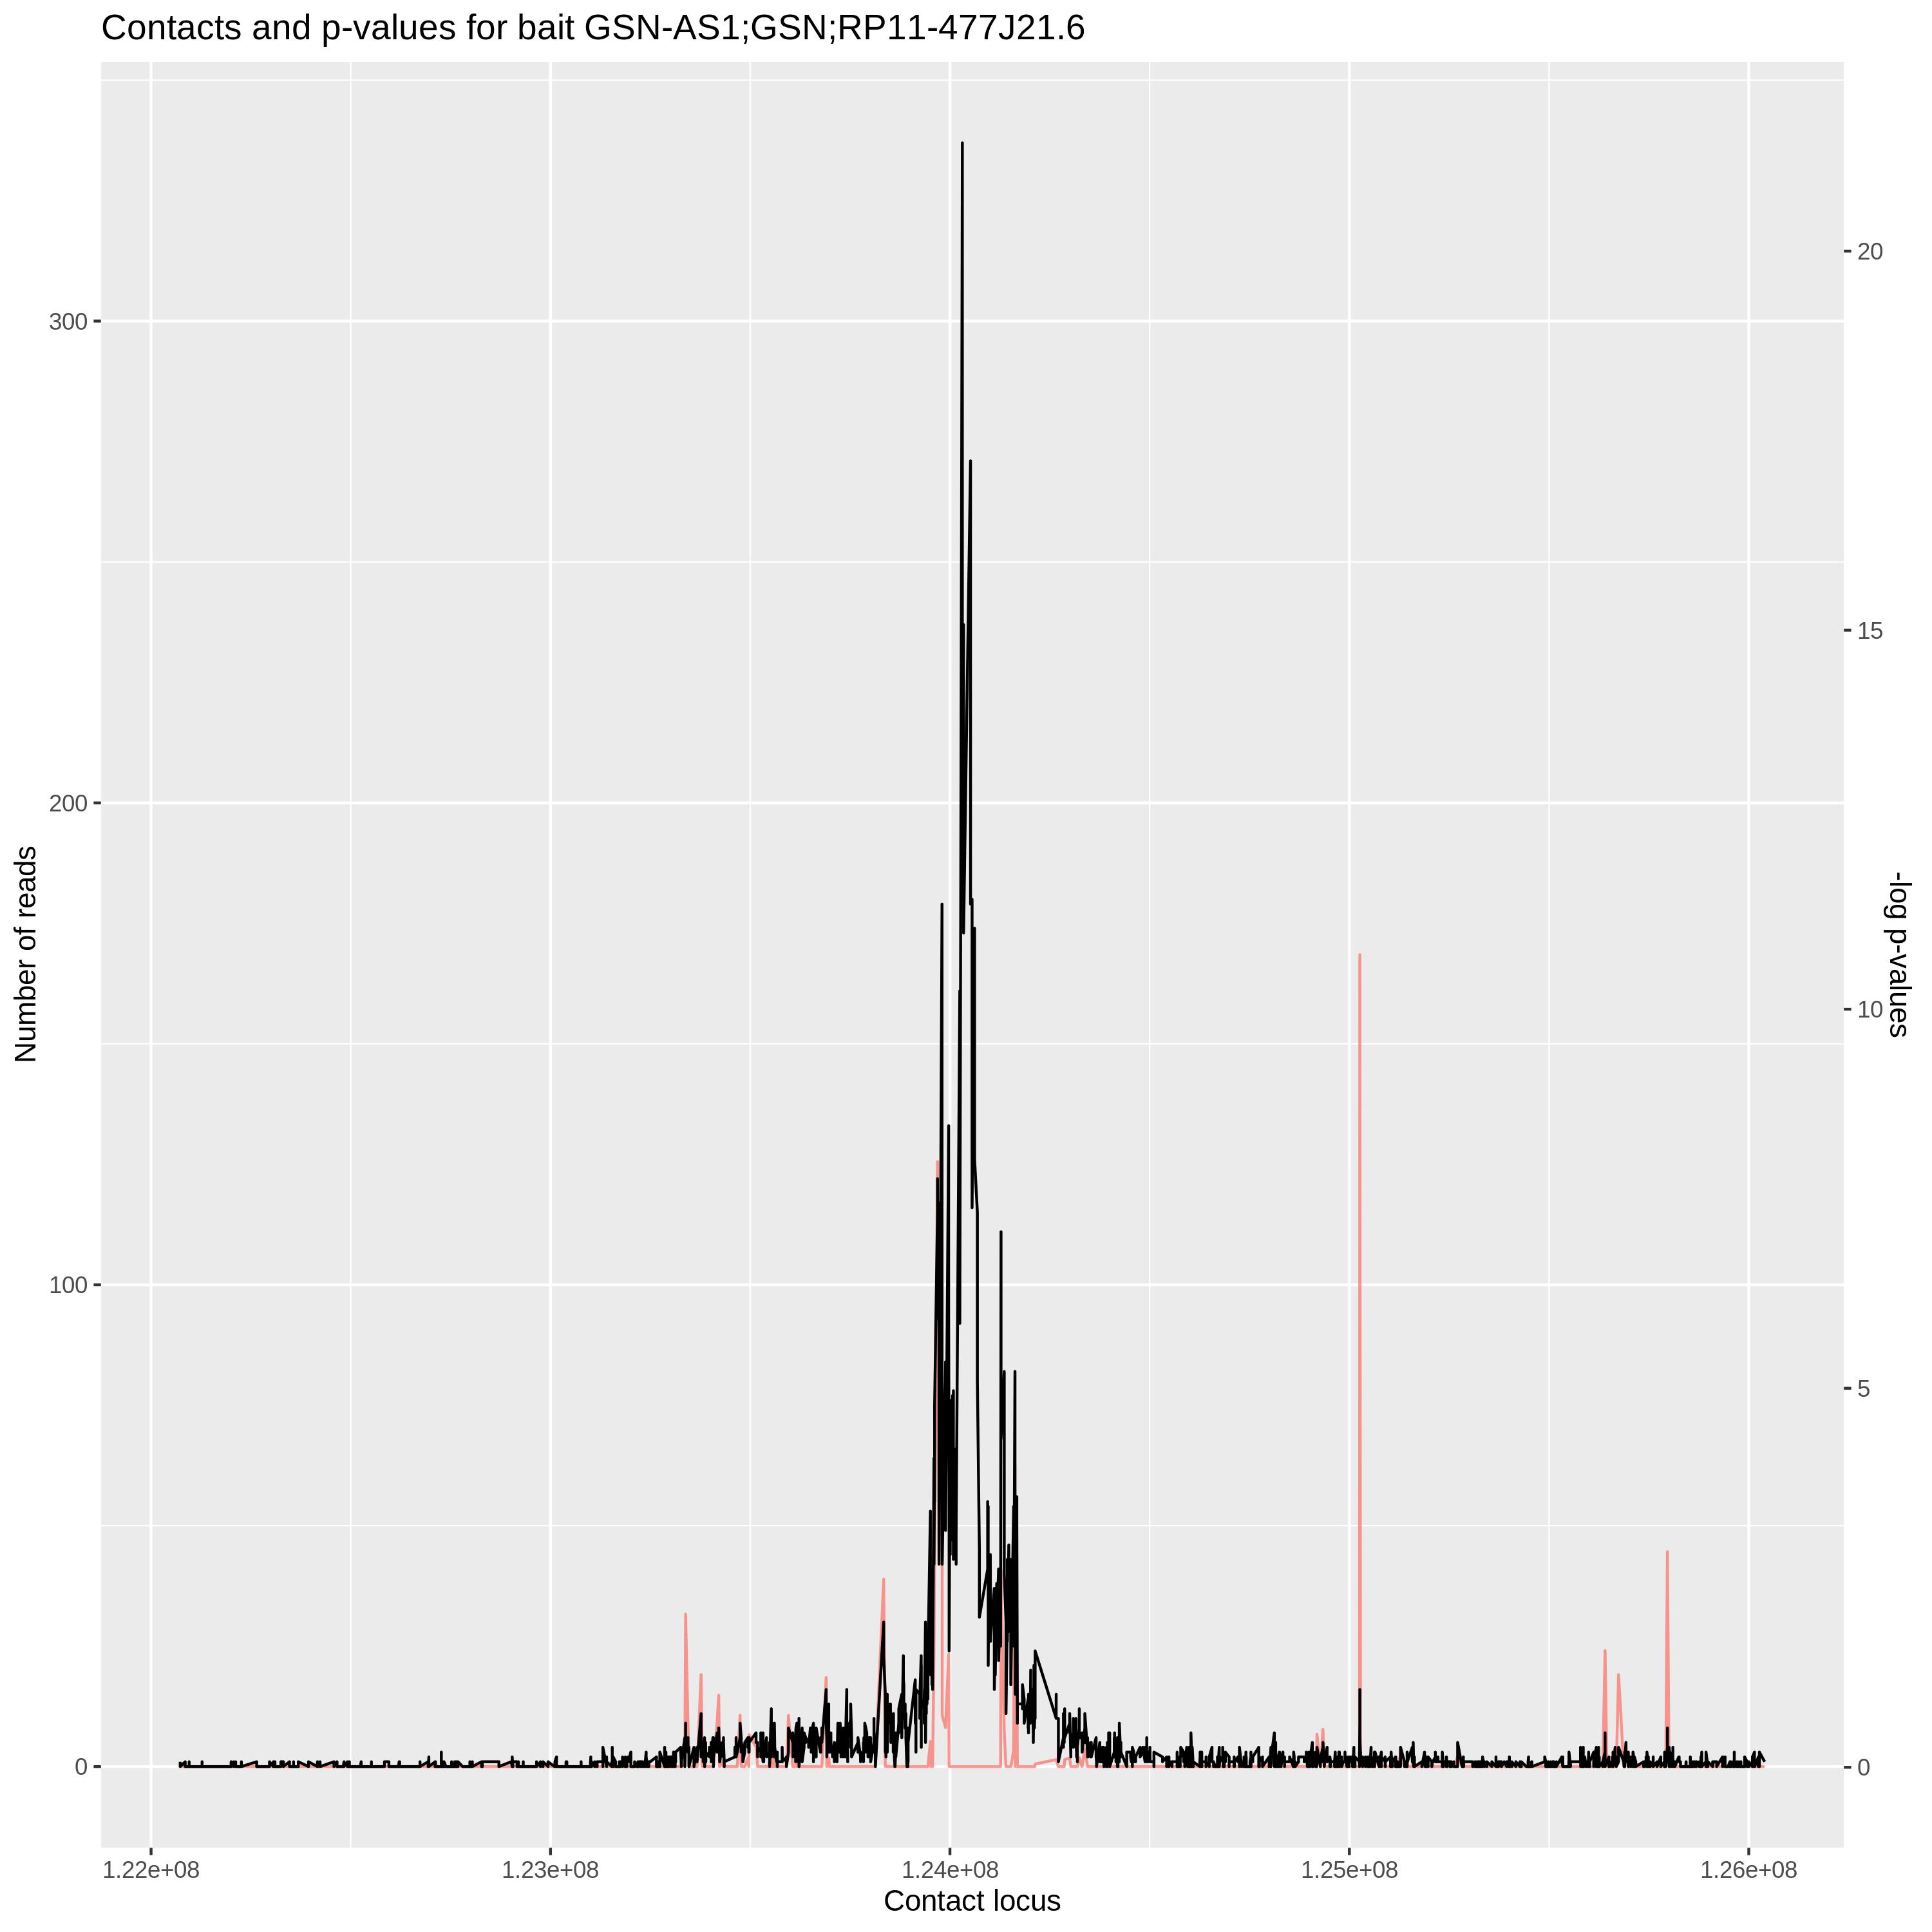 Contacts and p-values for bait GSN-AS1;GSN;RP11-477J21.6
300
200
100
0
Number of reads
20
15
10
5
0
-log p-values
1.22e+08
1.23e+08
1.24e+08
1.25e+08
1.26e+08
Contact locus